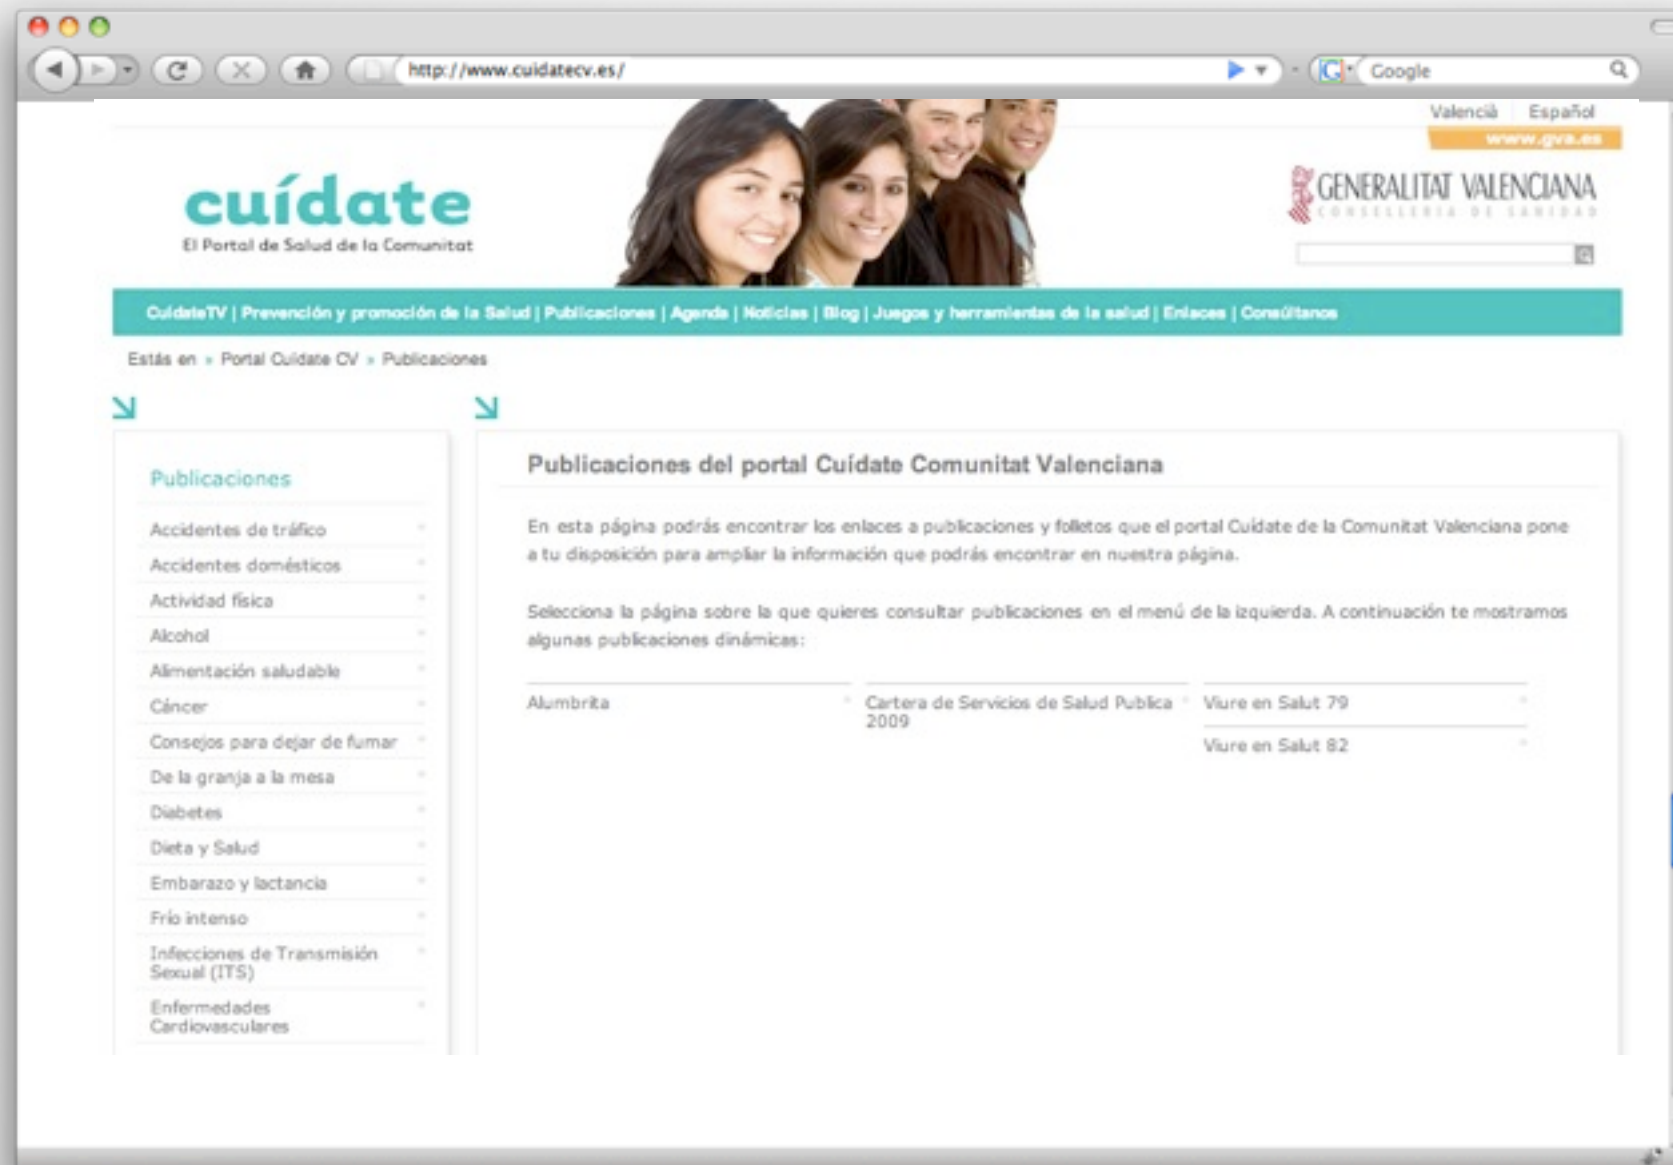 http://www.cuidatecv.es/
Google
Valencià Español
www.gva.es
cuídate
El Portal de Salud de la Comunitat
GENERALITAT VALENCIANA
CONSELLERIA DE SANIDAD
CuídateTV | Prevención y promoción de la Salud | Publicaciones | Agenda | Noticias | Blog | Juegos y herramientas de la salud | Enlaces | Consúltanos
Estás en » Portal Cuídate CV » Publicaciones
Publicaciones
Accidentes de tráfico
Accidentes domésticos
Actividad física
Alcohol
Alimentación saludable
Cáncer
Consejos para dejar de fumar
De la granja a la mesa
Diabetes
Dieta y Salud
Embarazo y lactancia
Frío intenso
Infecciones de Transmisión
Sexual (ITS)
Enfermedades
Cardiovasculares
Publicaciones del portal Cuídate Comunitat Valenciana
En esta página podrás encontrar los enlaces a publicaciones y folletos que el portal Cuídate de la Comunitat Valenciana pone
a tu disposición para ampliar la información que podrás encontrar en nuestra página.
Selecciona la página sobre la que quieres consultar publicaciones en el menú de la izquierda. A continuación te mostramos
algunas publicaciones dinámicas:
Alumbrita
Cartera de Servicios de Salud Publica
2009
Viure en Salut 79
Viure en Salut 82